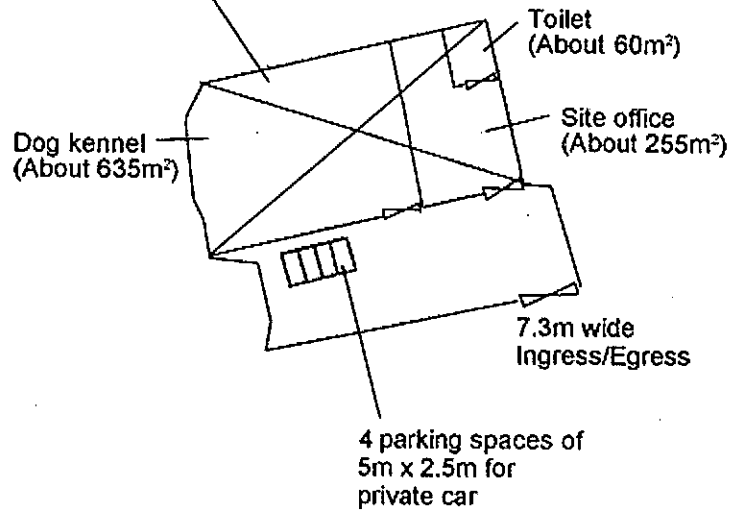 Toilet
(About 60m²)
Dog kennel
(About 635m²)
Site office
(About 255m²)
7.3m wide
Ingress/Egress
4 parking spaces of
5m x 2.5m for
private car